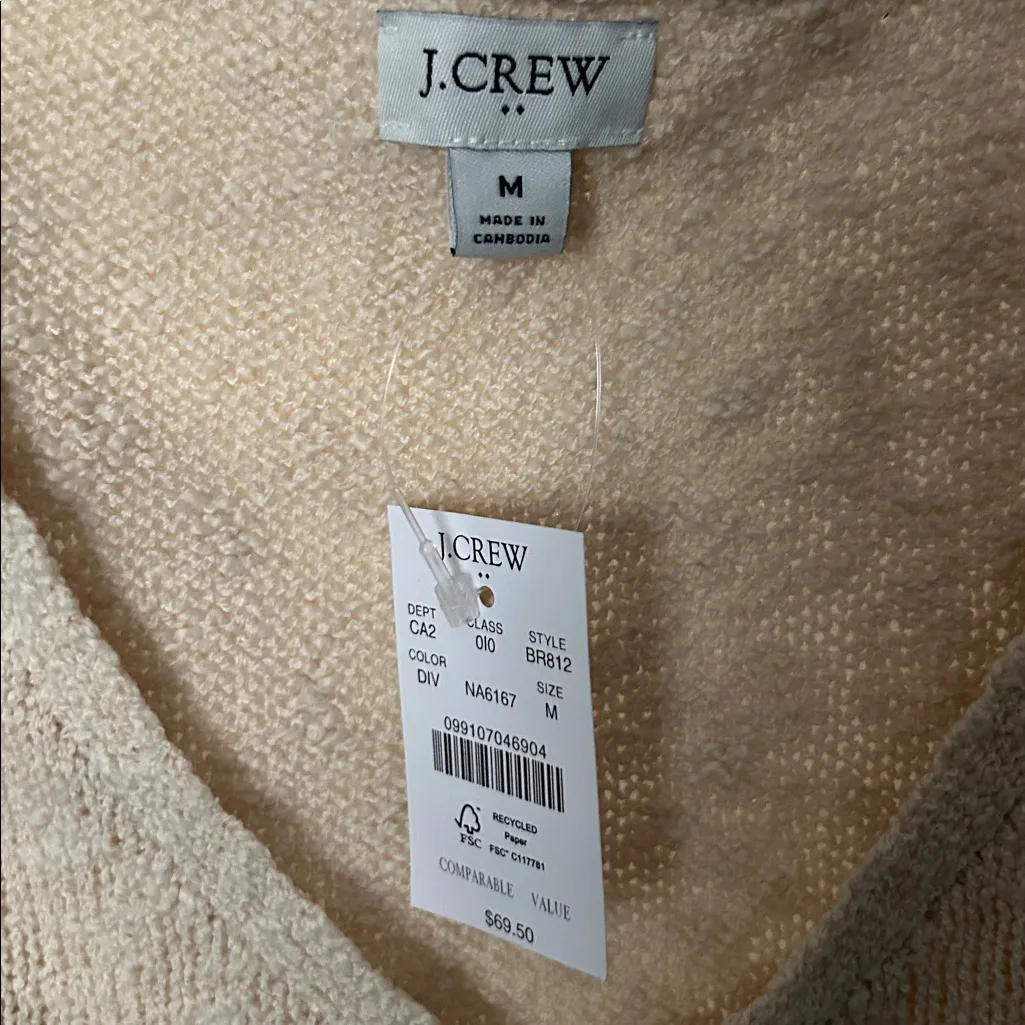 J.CREW
M
MADE IN
CAMBODIA
J.CREW
DEPT CLASS STYLE
CA2 010 BR812
COLOR SIZE
DIV NA6167 M
099107046904
FSC
RECYCLED
Paper
FSC® C117781
COMPARABLE VALUE
$69.50